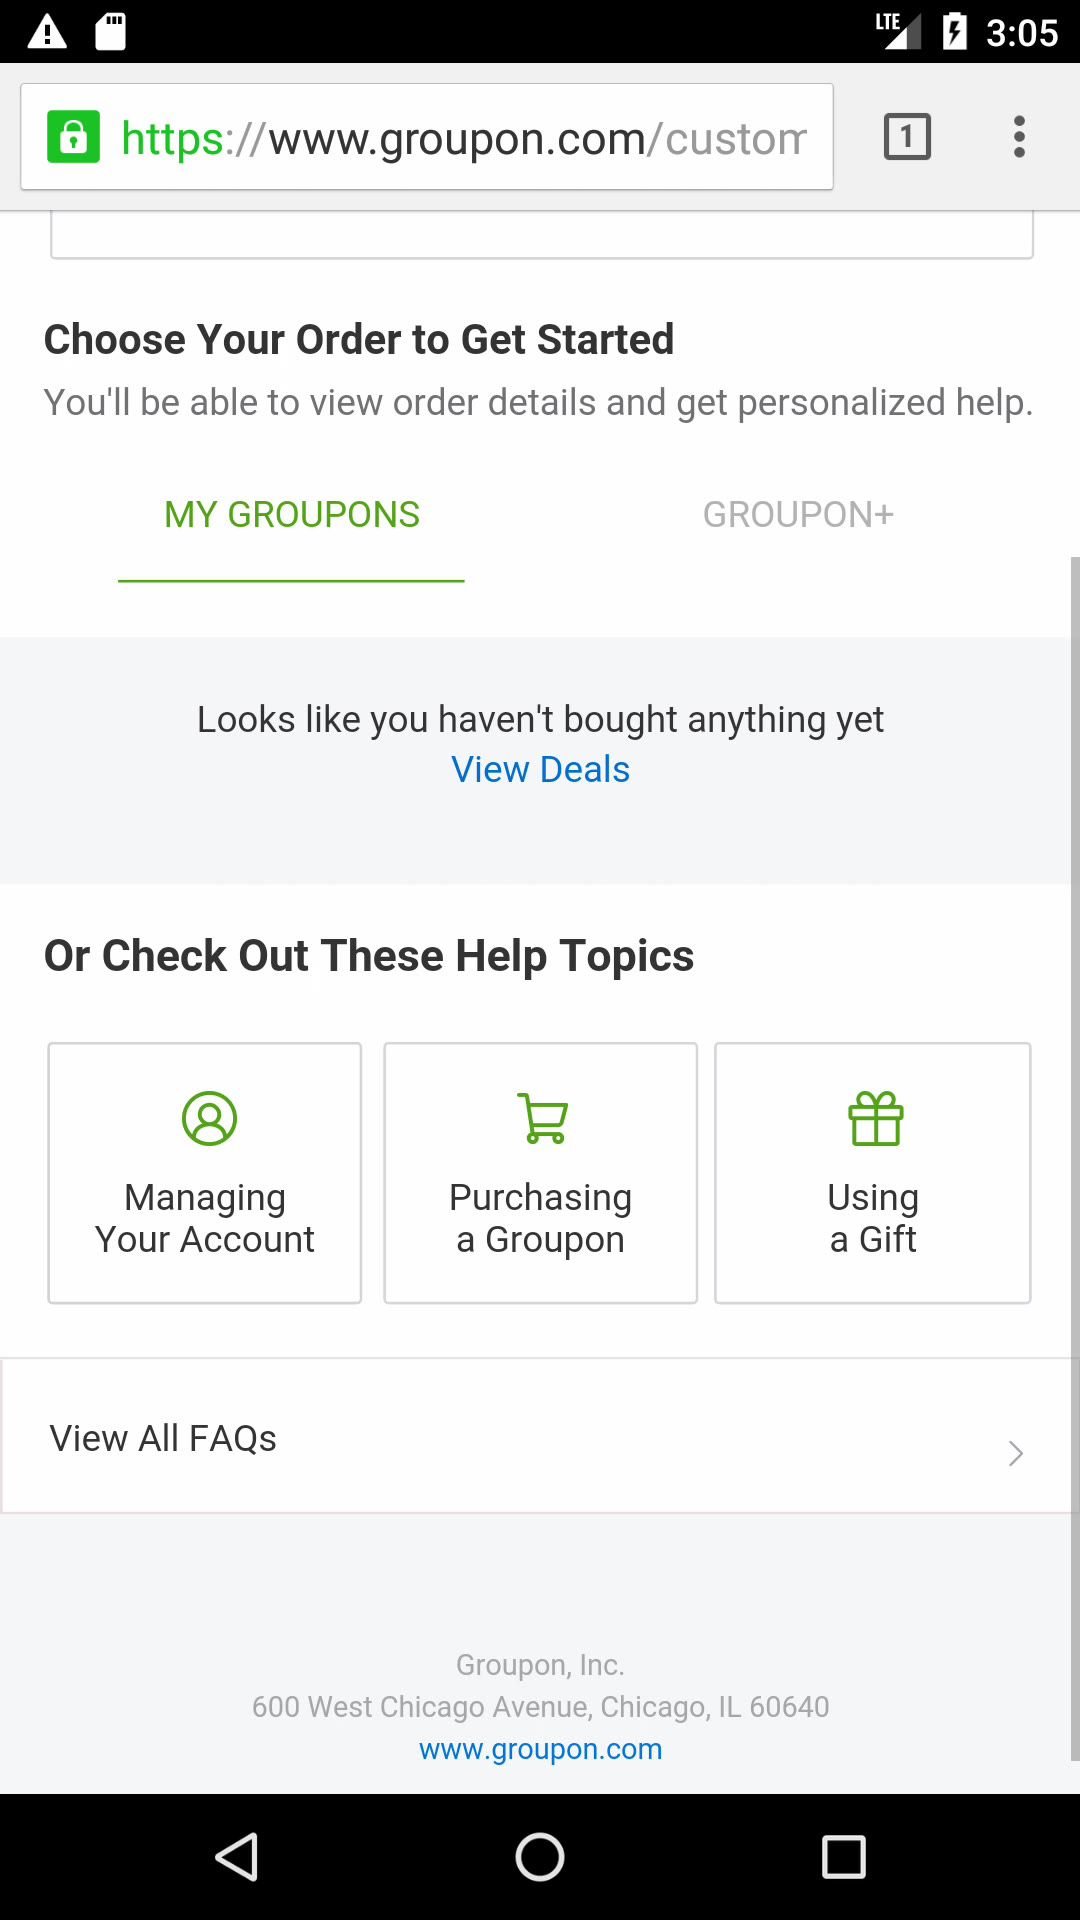 LTE 3:05
https://www.groupon.com/custom
1
Choose Your Order to Get Started
You'll be able to view order details and get personalized help.
MY GROUPONS GROUPON+
Looks like you haven't bought anything yet
View Deals
Or Check Out These Help Topics
Managing
Your Account
Purchasing
a Groupon
Using
a Gift
View All FAQs
Groupon, Inc.
600 West Chicago Avenue, Chicago, IL 60640
www.groupon.com